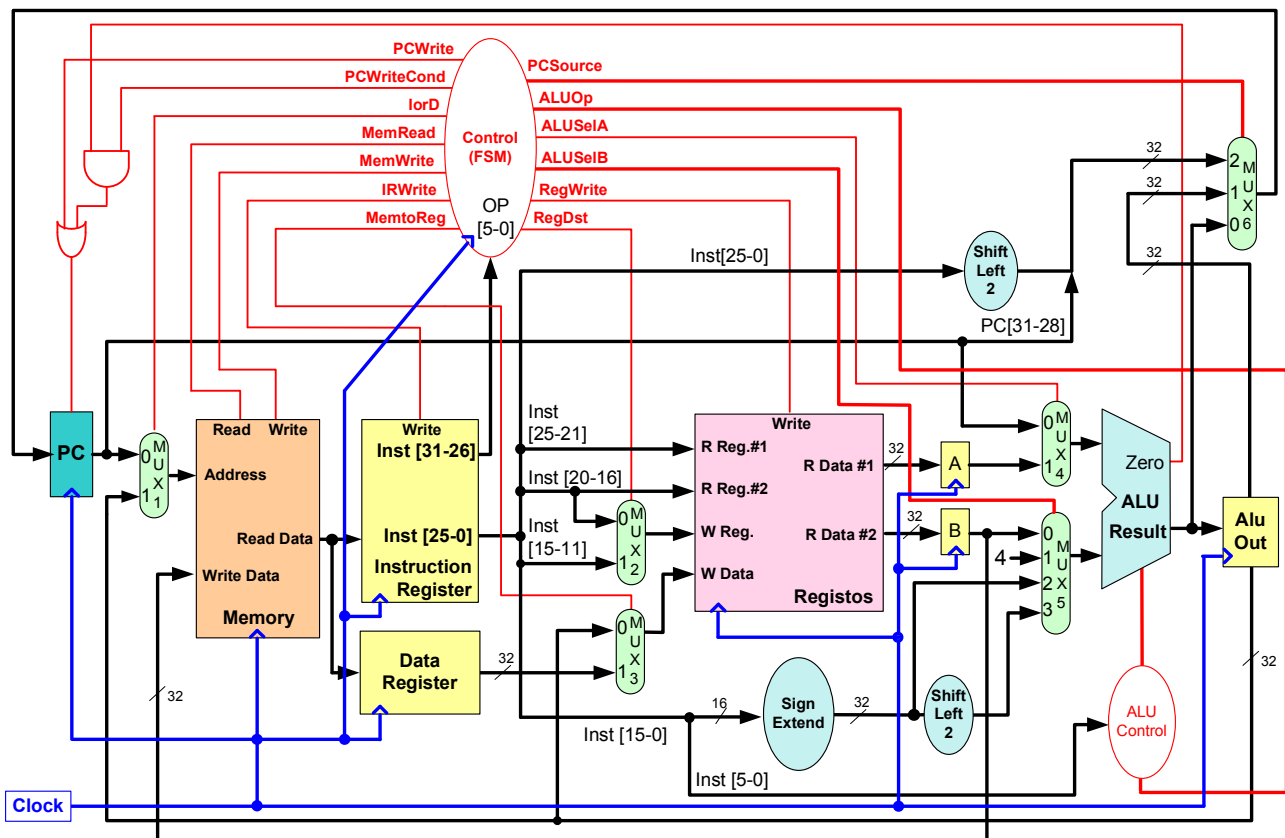 PCWrite
PCWriteCond
IorD
MemRead
MemWrite
IRWrite
MemtoReg
Control
(FSM)
OP
[5-0]
PCSource
ALUOp
ALUSelA
ALUSelB
RegWrite
RegDst
Inst[25-0]
Shift
Left
2
PC[31-28]
32
32
32
2
1
0
M
U
X
6
PC
0
1
M
U
X
1
Read Write
Address
Read Data
Write Data
Memory
Write
Inst [31-26]
Inst [25-0]
Instruction
Register
Data
Register
32
Inst
[25-21]
Inst [20-16]
Inst
[15-11]
0
1
M
U
X
2
0
1
M
U
X
3
Write
R Reg.#1
R Reg.#2
W Reg.
W Data
R Data #1
R Data #2
Registos
32
32
A
B
4
0
1
M
U
X
4
0
1
2
3
M
U
X
5
Zero
ALU
Result
Alu
Out
32
32
Inst [15-0]
16
Sign
Extend
32
Shift
Left
2
Inst [5-0]
ALU
Control
Clock